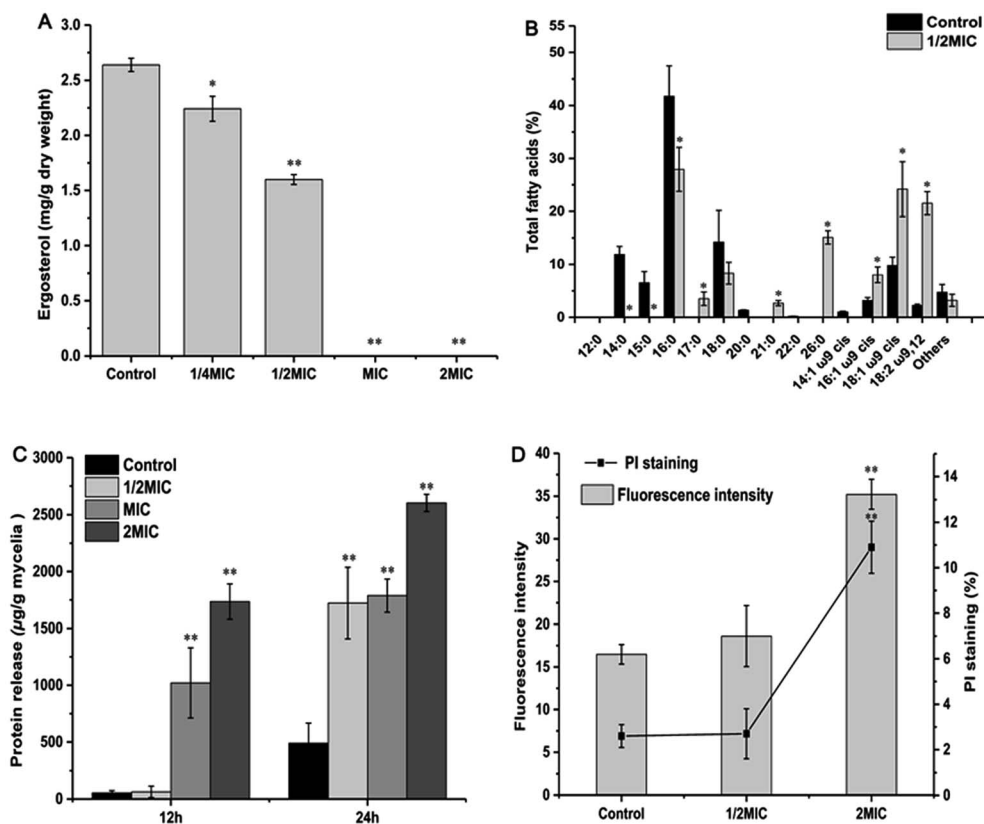 A
3.0
2.5
2.0
1.5
1.0
0.5
0.0
Ergosterol (mg/g dry weight)
*
**
**
**
Control 1/4MIC 1/2MIC MIC 2MIC
B
Control
1/2MIC
55
50
40
30
20
10
0
Total fatty acids (%)
*
*
*
*
*
*
*
*
*
12:0 14:0 15:0 16:0 17:0 18:0 20:0 21:0 22:0 26:0 14:1 ω9 cis 16:1 ω9 cis 18:1 ω9 cis 18:2 ω9,12 Others
C
Control
1/2MIC
MIC
2MIC
3000
2500
2000
1500
1000
500
0
Protein release (μg/g mycelia )
**
**
**
**
**
12h 24h
D
PI staining
Fluorescence intensity
40
35
30
25
20
15
10
5
0
Fluorescence intensity
**
**
14
12
10
8
6
4
2
0
PI staining (%)
Control 1/2MIC 2MIC